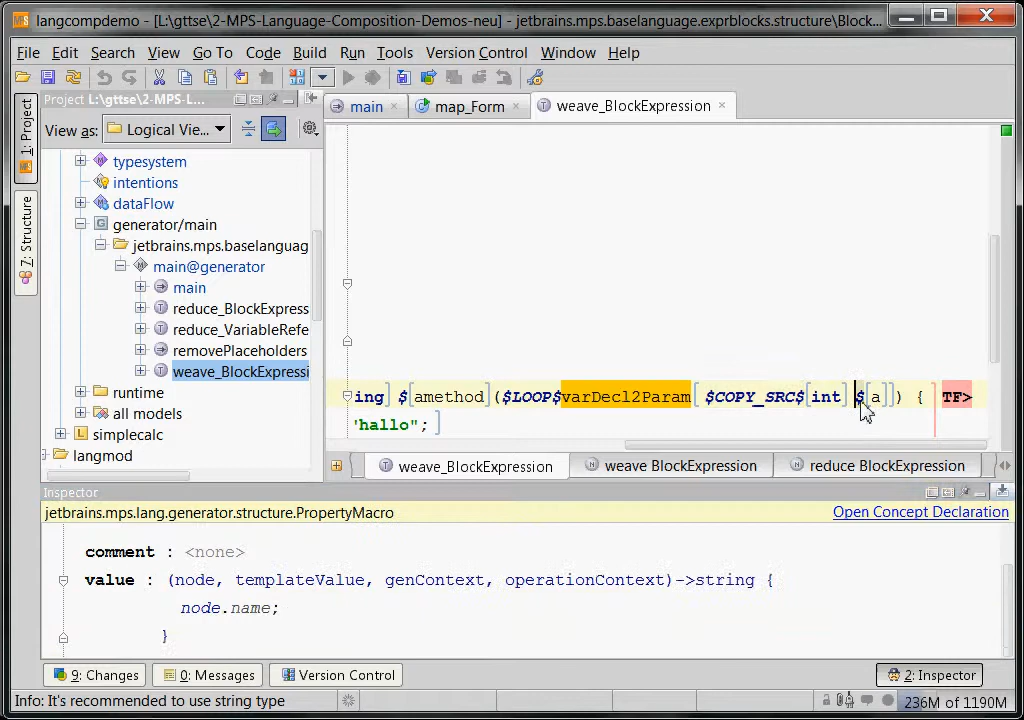 langcompdemo - [L:\gttse\2-MPS-Language-Composition-Demos-neu] - jetbrains.mps.baselanguage.exprblocks.structure\Block...
File Edit Search View Go To Code Build Run Tools Version Control Window Help
Project L:\gttse\2-MPS-L...
main map_Form weave_BlockExpression
1: Project
View as: Logical Vie...
Z: Structure
typesystem
intentions
dataFlow
generator/main
jetbrains.mps.baselanguag
main@generator
main
reduce_BlockExpress
reduce_VariableRefe
removePlaceholders
weave_BlockExpressi
runtime
all models
simplecalc
langmod
ing] $[amethod]($LOOP$varDecl2Param[ $COPY_SRC$[int] $[a]]) { TF>
'hallo"; ]
weave_BlockExpression weave BlockExpression reduce BlockExpression
Inspector
jetbrains.mps.lang.generator.structure.PropertyMacro Open Concept Declaration
comment : <none>
value : (node, templateValue, genContext, operationContext)->string {
node.name;
}
9: Changes 0: Messages Version Control 2: Inspector
Info: It's recommended to use string type 236M of 1190M